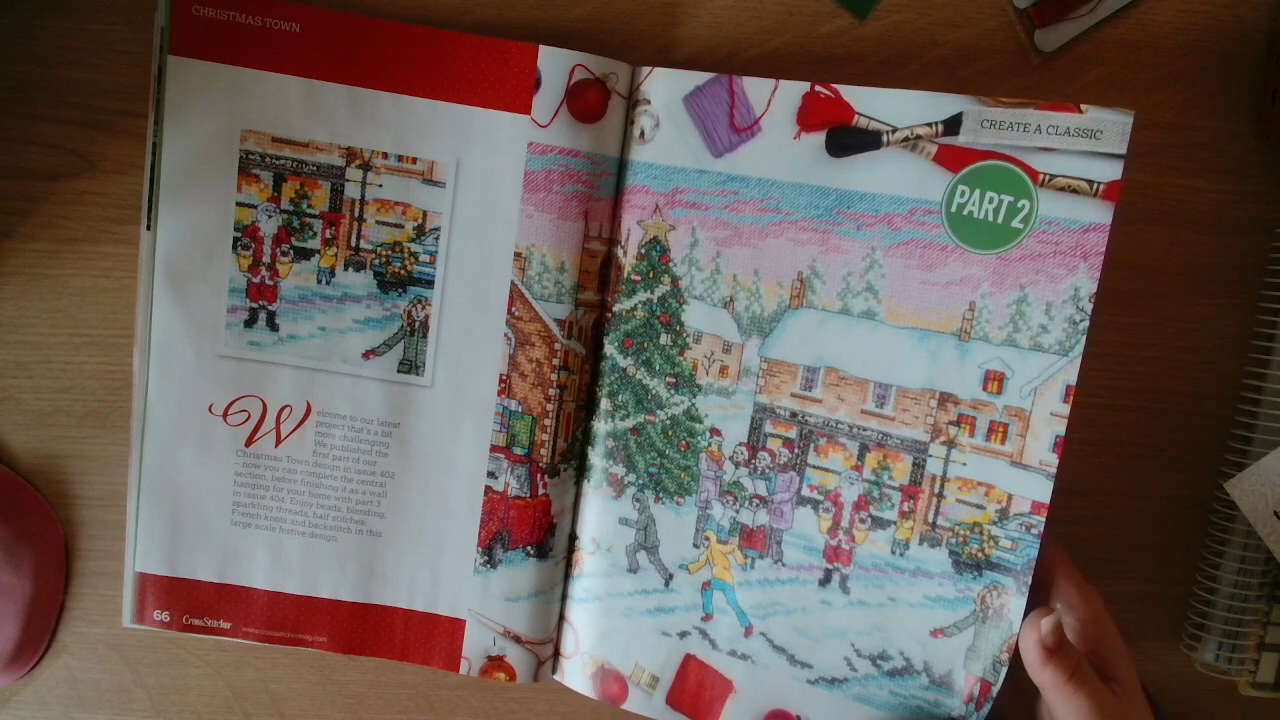 CHRISTMAS TOWN
Welcome to our latest
project that's a bit
more challenging.
We published the
first part of our
Christmas Town design in issue 402
– now you can complete the central
section, before finishing it as a wall
hanging for your home with part 3
in issue 404. Enjoy beads, blending,
sparkling threads, half stitches,
French knots and backstitch in this
large scale festive design.
66 CrossStitcher www.crossstitchermag.com
CREATE A CLASSIC
PART 2